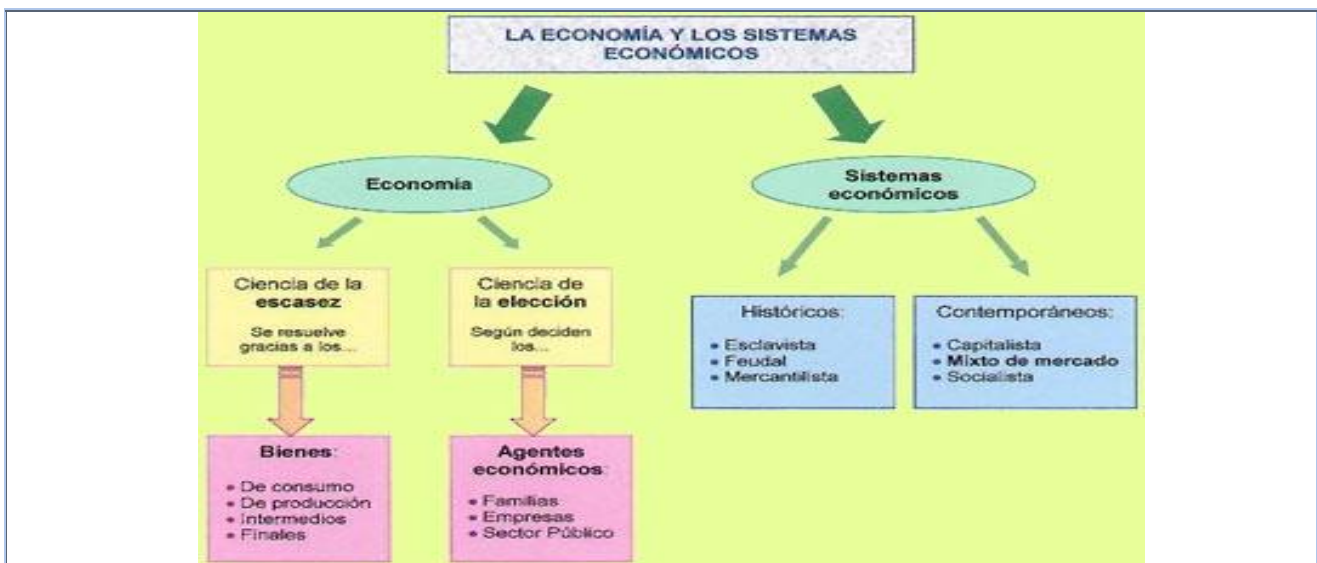 LA ECONOMÍA Y LOS SISTEMAS
ECONÓMICOS
Economía
Sistemas
económicos
Ciencia de la
escasez
Se resuelve
gracias a los...
Ciencia de
la elección
Según deciden
los...
Históricos:
• Esclavista
• Feudal
• Mercantilista
Contemporáneos:
• Capitalista
• Mixto de mercado
• Socialista
Bienes:
• De consumo
• De producción
• Intermedios
• Finales
Agentes
económicos:
• Familias
• Empresas
• Sector Público